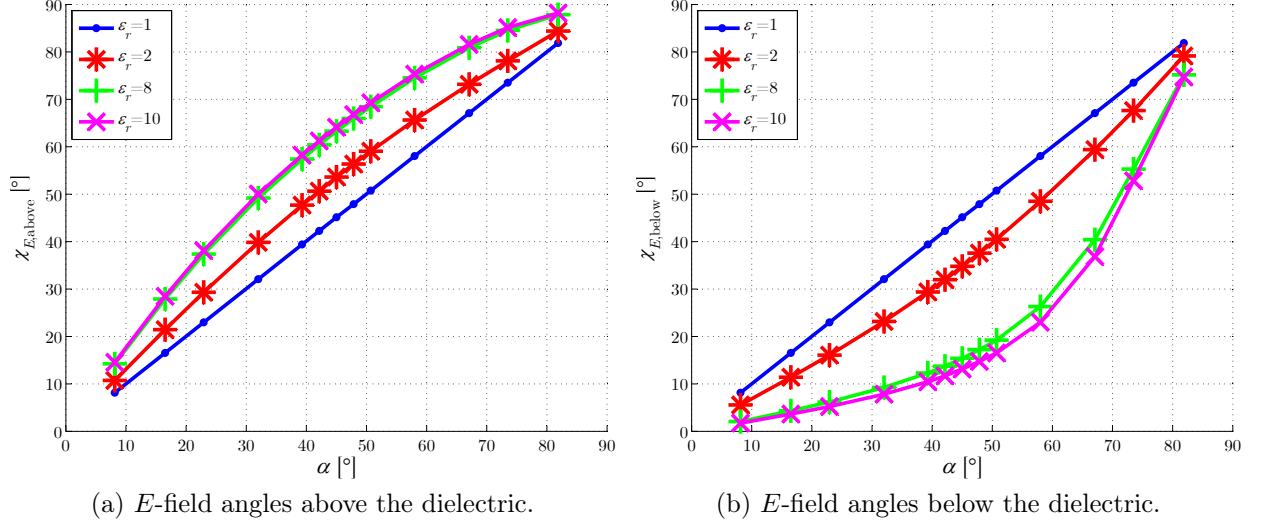 90
80
70
60
50
40
30
20
10
0
χE,above [°]
εr=1
εr=2
εr=8
εr=10
0 10 20 30 40 50 60 70 80 90
α [°]
(a) E-field angles above the dielectric.
90
80
70
60
50
40
30
20
10
0
χE,below [°]
εr=1
εr=2
εr=8
εr=10
0 10 20 30 40 50 60 70 80 90
α [°]
(b) E-field angles below the dielectric.